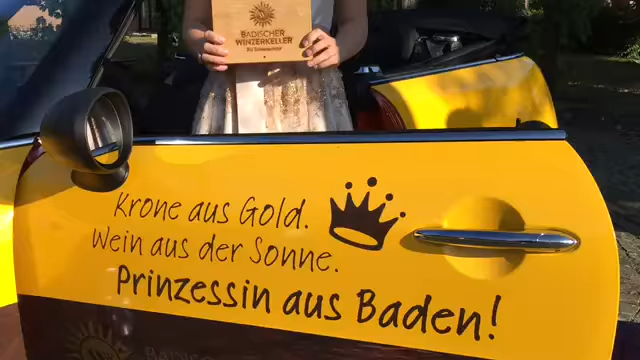 BADISCHER
WINZERKELLER
Krone aus Gold.
Wein aus der Sonne.
Prinzessin aus Baden!